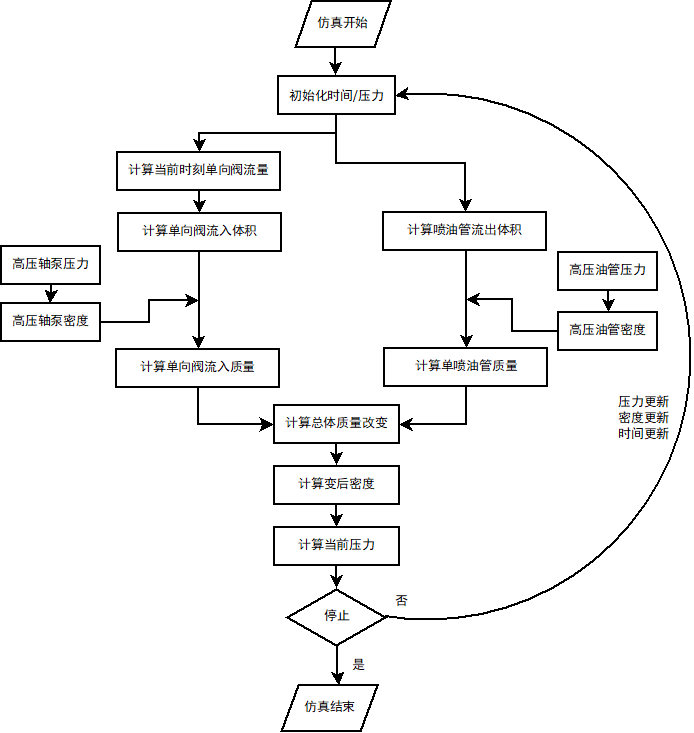 仿真开始
初始化时间/压力
计算当前时刻单向阀流量
计算单向阀流入体积
计算喷油管流出体积
高压轴泵压力
高压油管压力
高压轴泵密度
高压油管密度
计算单向阀流入质量
计算单喷油管质量
压力更新
密度更新
时间更新
计算总体质量改变
计算变后密度
计算当前压力
否
停止
是
仿真结束